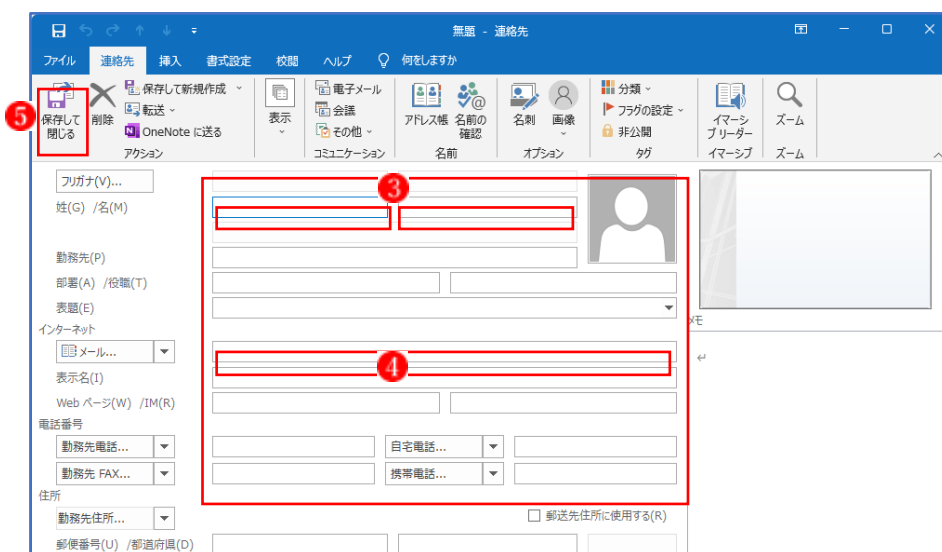 無題 - 連絡先
ファイル 連絡先 挿入 書式設定 校閲 ヘルプ 何をしますか
保存して閉じる
削除
保存して新規作成
転送
OneNote に送る
アクション
表示
電子メール
会議
その他
コミュニケーション
アドレス帳
名前の確認
名前
名刺
画像
オプション
分類
フラグの設定
非公開
タグ
イマーシブ リーダー
イマーシブ
ズーム
ズーム
5
3
フリガナ(V)...
姓(G) /名(M)
勤務先(P)
部署(A) /役職(T)
表題(E)
メモ
インターネット
メール...
4
表示名(I)
Web ページ(W) /IM(R)
電話番号
勤務先電話... 自宅電話...
勤務先 FAX... 携帯電話...
住所
勤務先住所... 郵送先住所に使用する(R)
郵便番号(U) /都道府県(D)